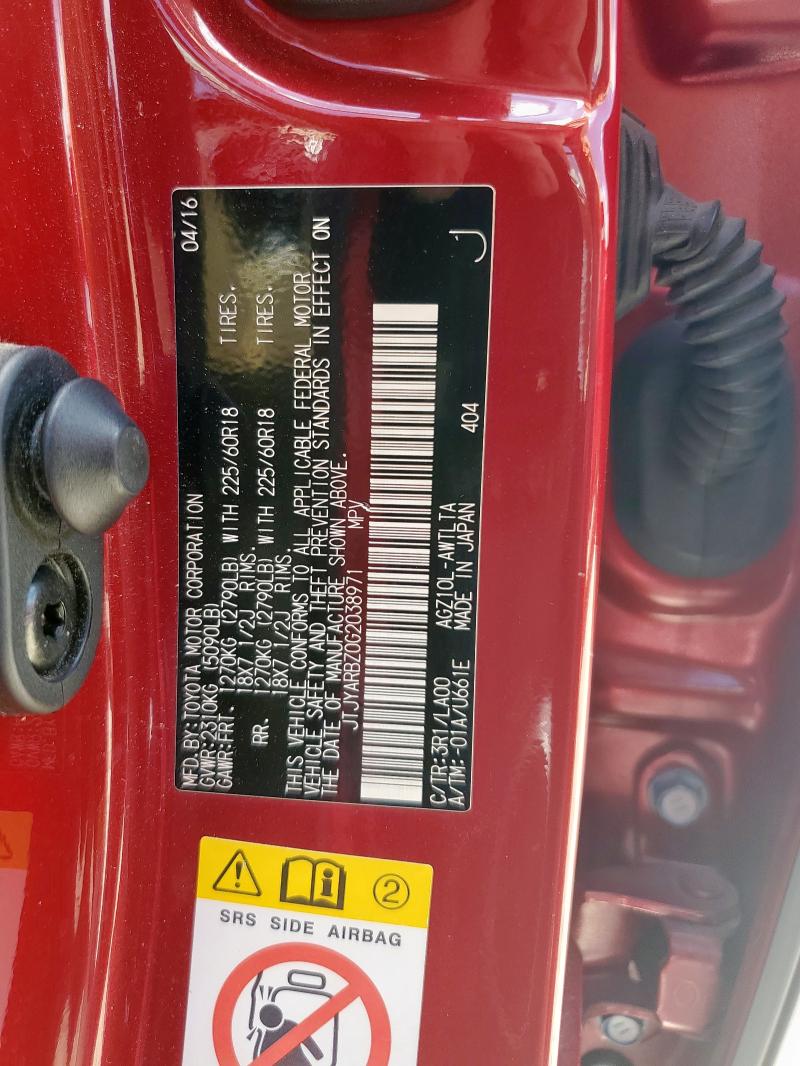 MFD.BY:TOYOTA MOTOR CORPORATION 04/16
GVWR:2310KG (5090LB)
GAWR:FRT. 1270KG (2790LB) WITH 225/60R18 TIRES.
18X7 1/2J RIMS.
RR. 1270KG (2790LB) WITH 225/60R18 TIRES.
18X7 1/2J RIMS.
THIS VEHICLE CONFORMS TO ALL APPLICABLE FEDERAL MOTOR
VEHICLE SAFETY AND THEFT PREVENTION STANDARDS IN EFFECT ON
THE DATE OF MANUFACTURE SHOWN ABOVE.
JTJYARBZ0G2038971 MPV
C/TR:3R1/LA00 AGZ10L-AWTLTA 404
A/TM:-01A/U661E MADE IN JAPAN
J
2
SRS SIDE AIRBAG